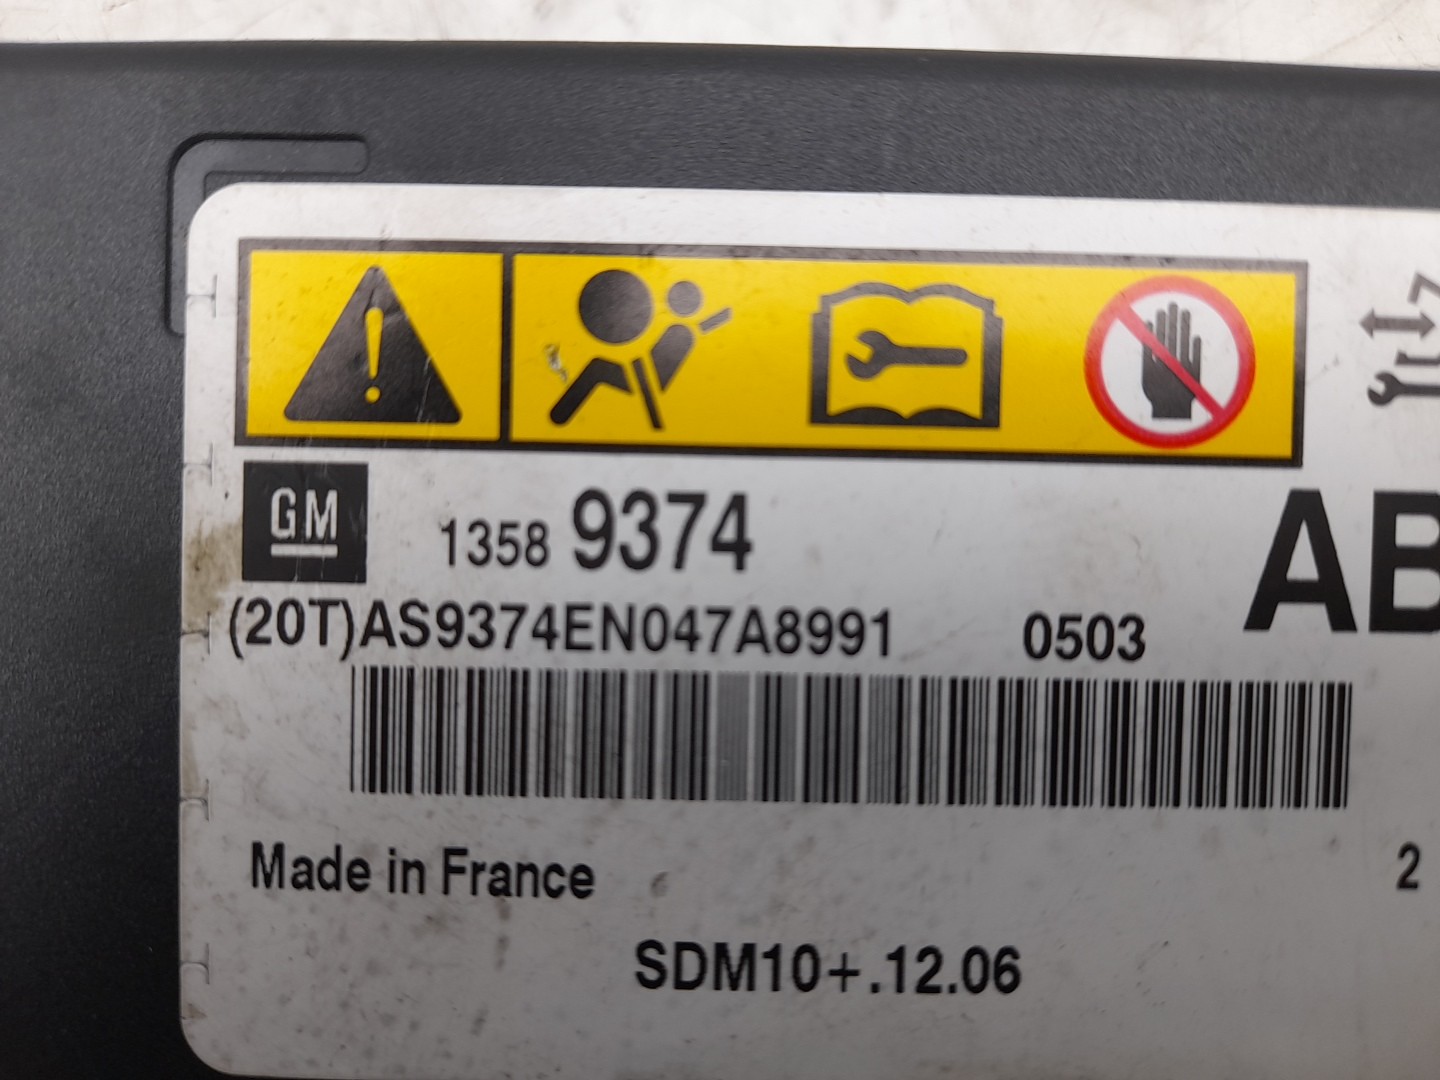 GM 1358 9374 AB
(20T)AS9374EN047A8991 0503
Made in France 2
SDM10+.12.06